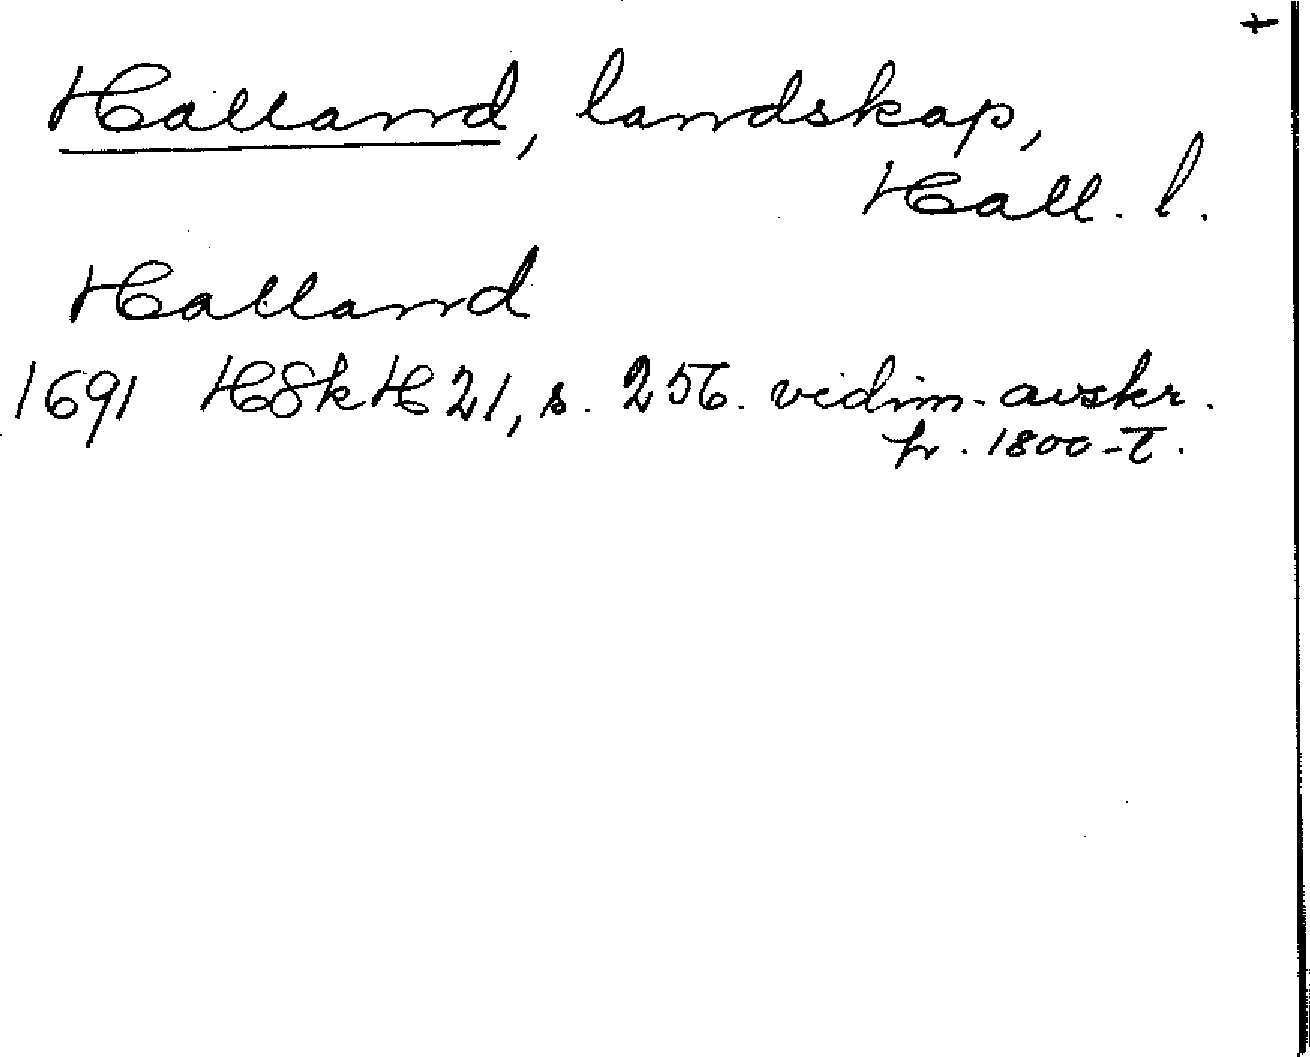 +
Halland, landskap,
Hall. l.
Halland
1691 HSkH 21, s. 256. vidim. avskr.
fr. 1800-t.